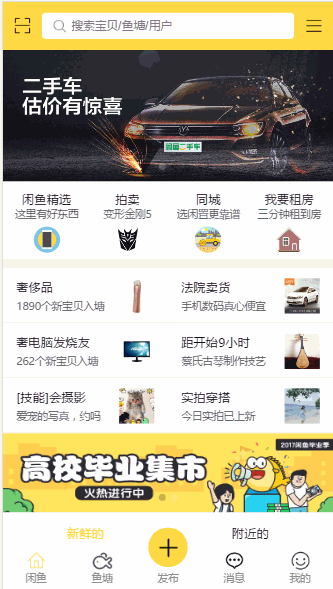 搜索宝贝/鱼塘/用户
二手车
估价有惊喜
闲鱼二手车
闲鱼精选
拍卖
同城
我要租房
这里有好东西
变形金刚5
选闲置更靠谱
三分钟租到房
奢侈品
法院卖货
1890个新宝贝入塘
手机数码真心便宜
奢电脑发烧友
距开始9小时
262个新宝贝入塘
蔡氏古琴制作技艺
[技能]会摄影
实拍穿搭
爱宠的写真，约吗
今日实拍已上新
2017闲鱼毕业季
高校毕业集市
火热进行中
新鲜的
附近的
闲鱼
鱼塘
发布
消息
我的